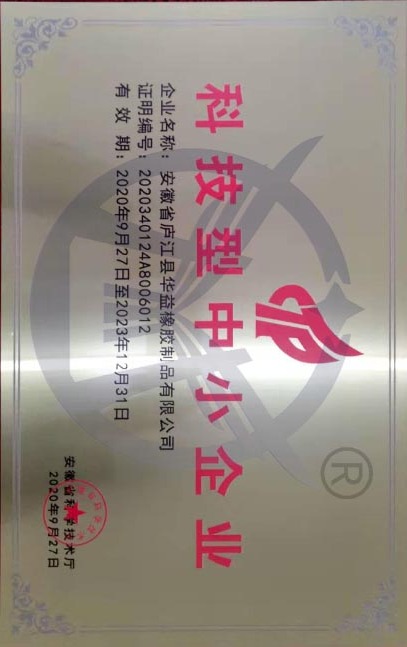 科技型中小企业
企业名称：安徽省庐江县华益橡胶制品有限公司
证明编号：2020340124A8006012
有效期：2020年9月27日至2023年12月31日
安徽省科学技术厅
2020年9月27日
®